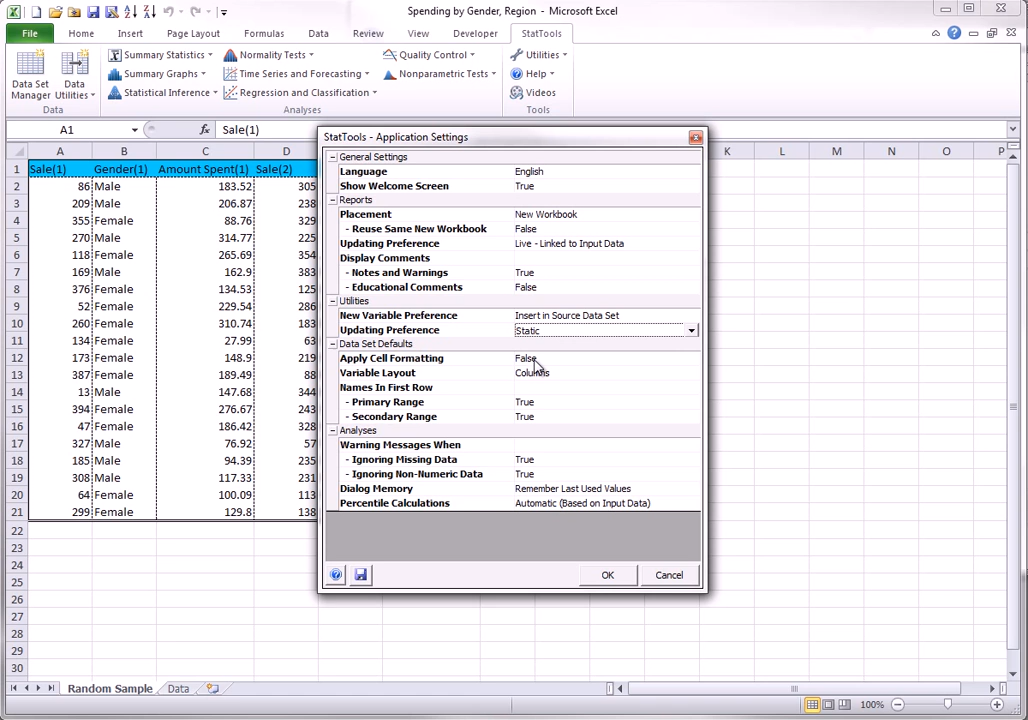 Spending by Gender, Region - Microsoft Excel
File Home Insert Page Layout Formulas Data Review View Developer StatTools
Data Set Manager
Data Utilities
Data
Summary Statistics
Summary Graphs
Statistical Inference
Normality Tests
Time Series and Forecasting
Regression and Classification
Quality Control
Nonparametric Tests
Analyses
Utilities
Help
Videos
Tools
A1 fx Sale(1)
A B C D K L M N O P
1 Sale(1) Gender(1) Amount Spent(1) Sale(2)
2 86 Male 183.52 305
3 209 Male 206.87 238
4 355 Female 88.76 329
5 270 Male 314.77 227
6 118 Female 265.69 354
7 169 Male 162.9 383
8 376 Female 134.53 125
9 52 Female 229.54 286
10 260 Female 310.74 183
11 134 Female 27.99 63
12 273 Female 148.9 219
13 387 Female 189.49 188
14 13 Male 147.68 326
15 394 Female 276.67 243
16 47 Female 186.42 328
17 327 Male 76.92 57
18 185 Male 94.39 132
19 308 Male 117.33 231
20 64 Female 100.09 113
21 299 Female 129.8 138
22
23
24
25
26
27
28
29
30
StatTools - Application Settings
General Settings
Language English
Show Welcome Screen True
Reports
Placement New Workbook
- Reuse Same New Workbook False
Updating Preference Live - Linked to Input Data
Display Comments
- Notes and Warnings True
- Educational Comments False
Utilities
New Variable Preference Insert in Source Data Set
Updating Preference Static
Data Set Defaults
Apply Cell Formatting False
Variable Layout Columns
Names In First Row
- Primary Range True
- Secondary Range True
Analyses
Warning Messages When
- Ignoring Missing Data True
- Ignoring Non-Numeric Data True
Dialog Memory Remember Last Used Values
Percentile Calculations Automatic (Based on Input Data)
OK Cancel
Random Sample Data
100%